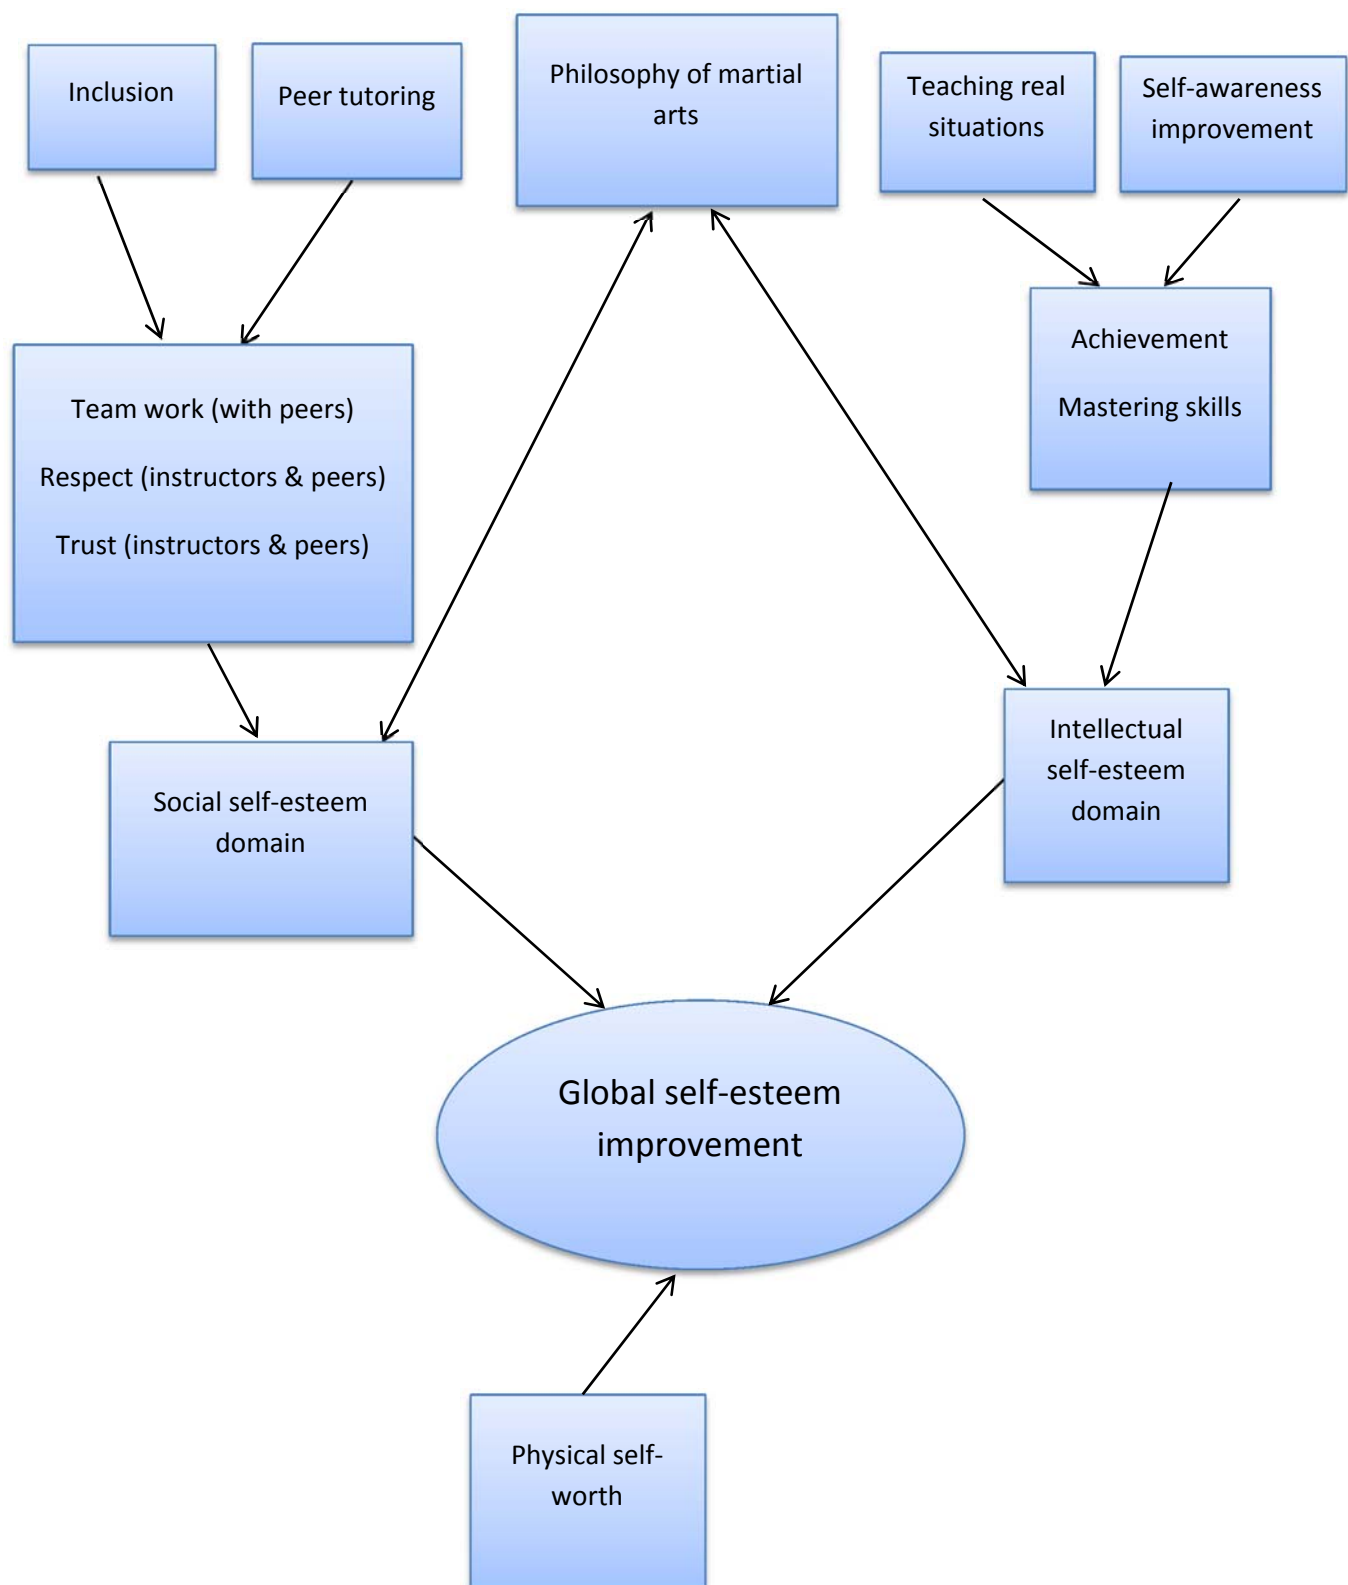 Inclusion
Peer tutoring
Philosophy of martial
arts
Teaching real
situations
Self-awareness
improvement
Team work (with peers)
Respect (instructors & peers)
Trust (instructors & peers)
Achievement
Mastering skills
Social self-esteem
domain
Intellectual
self-esteem
domain
Global self-esteem
improvement
Physical self-
worth